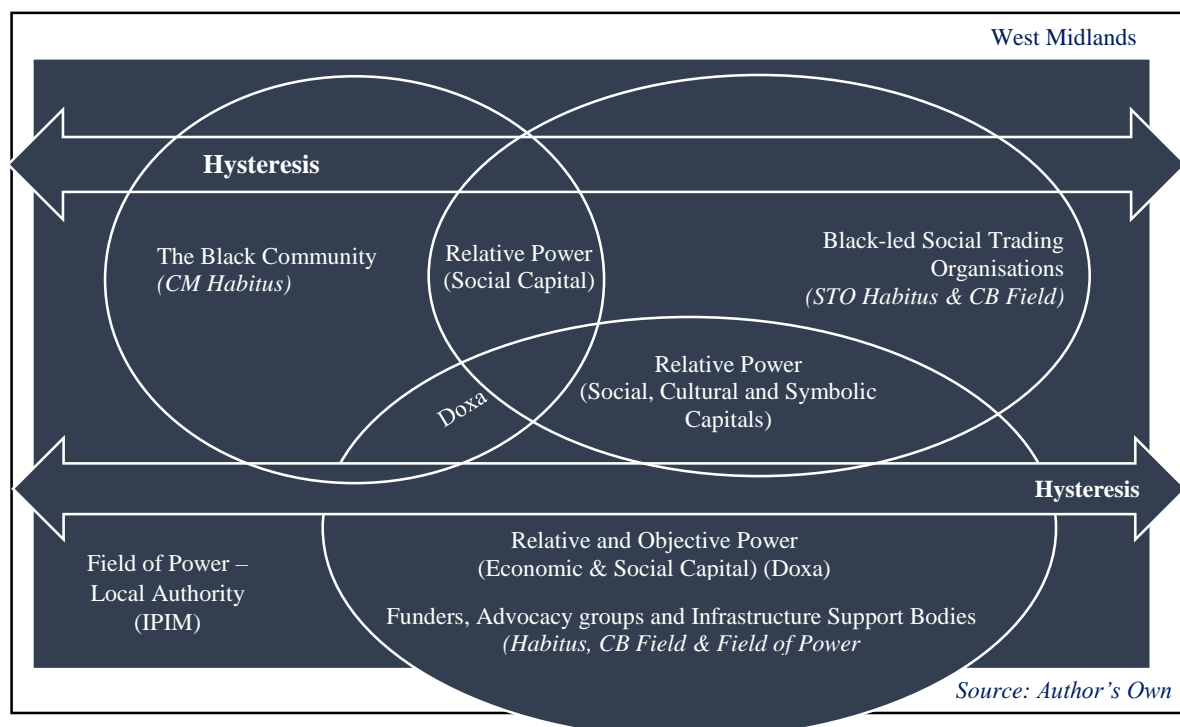 West Midlands
Hysteresis
The Black Community
(CM Habitus)
Relative Power
(Social Capital)
Black-led Social Trading
Organisations
(STO Habitus & CB Field)
Relative Power
(Social, Cultural and Symbolic
Capitals)
Doxa
Hysteresis
Field of Power –
Local Authority
(IPIM)
Relative and Objective Power
(Economic & Social Capital) (Doxa)
Funders, Advocacy groups and Infrastructure Support Bodies
(Habitus, CB Field & Field of Power
Source: Author's Own